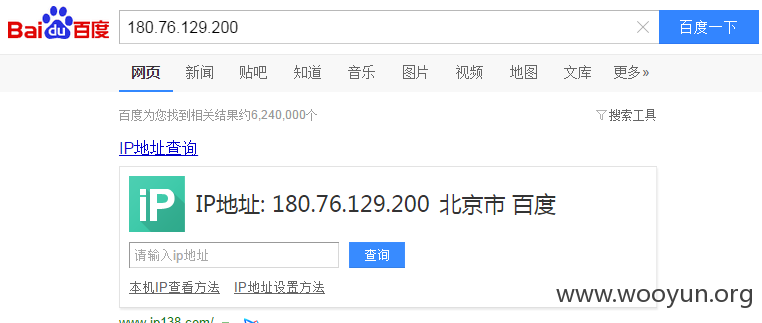 Bai du 百度 180.76.129.200 百度一下
网页 新闻 贴吧 知道 音乐 图片 视频 地图 文库 更多»
百度为您找到相关结果约6,240,000个 搜索工具
IP地址查询
iP IP地址: 180.76.129.200 北京市 百度
请输入ip地址 查询
本机IP查看方法 IP地址设置方法
www.wooyun.org
www.ip138.com/